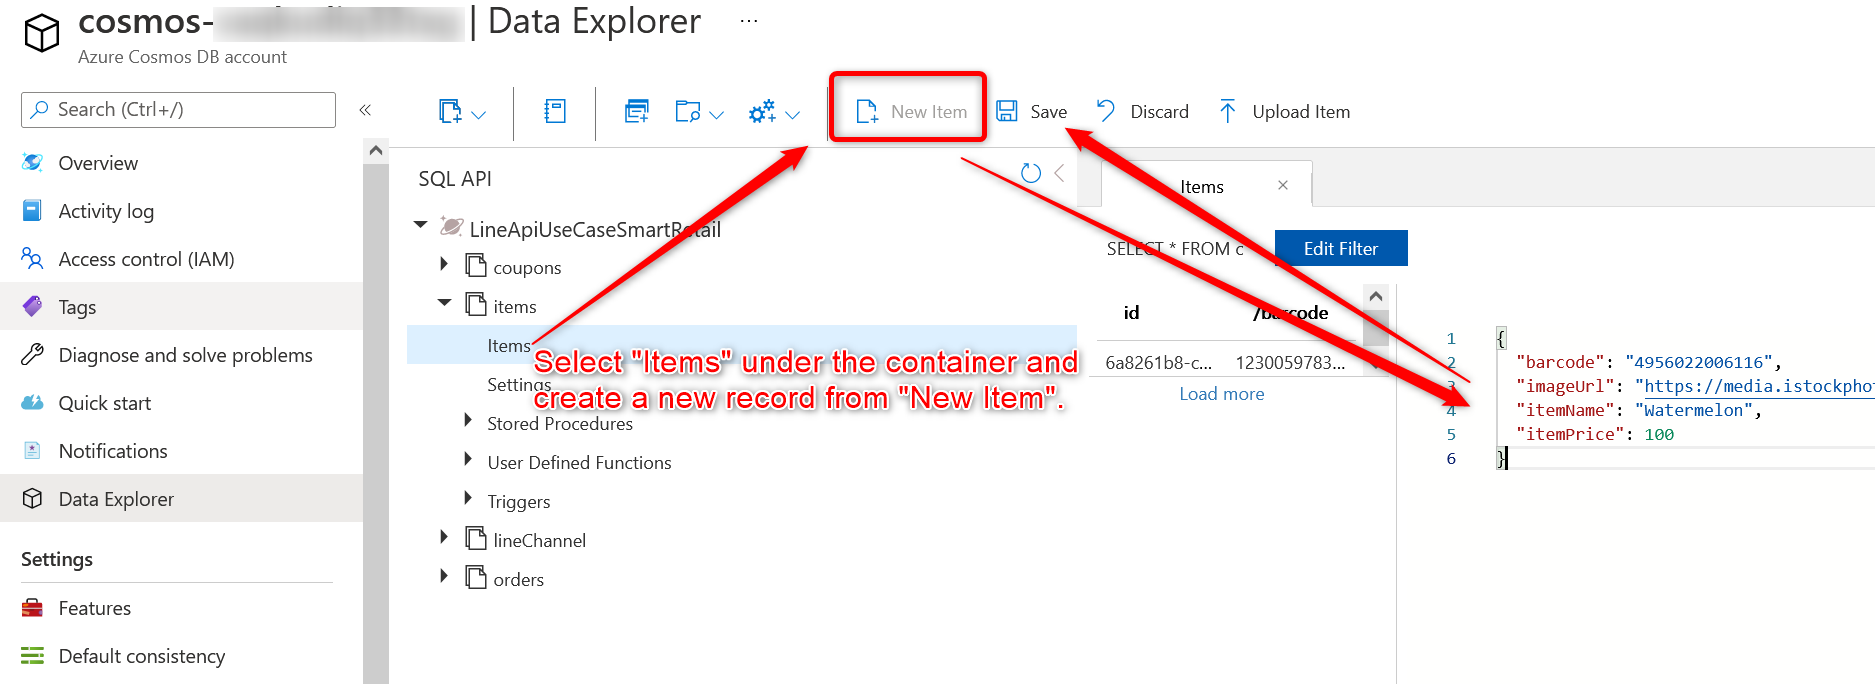 cosmos- | Data Explorer ...
Azure Cosmos DB account
Search (Ctrl+/)
«
New Item
Save
Discard
Upload Item
Overview
Activity log
Access control (IAM)
Tags
Diagnose and solve problems
Quick start
Notifications
Data Explorer
Settings
Features
Default consistency
SQL API
LineApiUseCaseSmartRetail
coupons
items
Items
Settings
Stored Procedures
User Defined Functions
Triggers
lineChannel
orders
Select "Items" under the container and
create a new record from "New Item".
Items
SELECT * FROM c
Edit Filter
id /barcode
6a8261b8-c... 1230059783...
Load more
1 {
2 "barcode": "4956022006116",
3 "imageUrl": "https://media.istockpho
4 "itemName": "Watermelon",
5 "itemPrice": 100
6 }